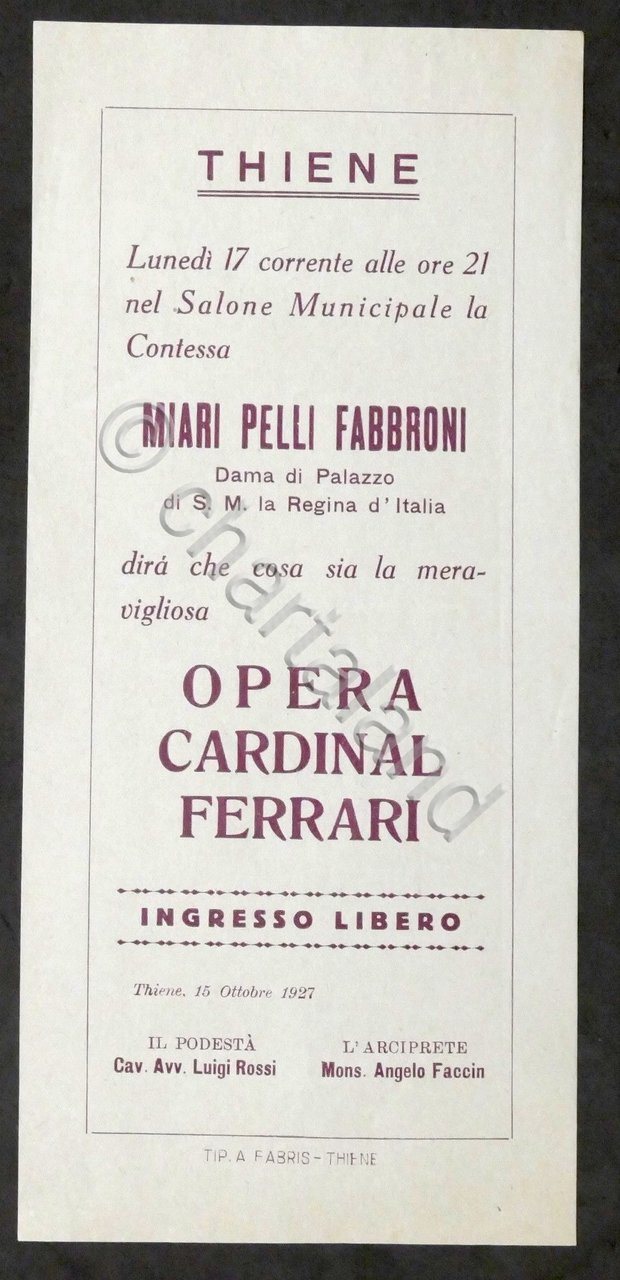 THIENE
Lunedì 17 corrente alle ore 21
nel Salone Municipale la
Contessa
MIARI PELLI FABBRONI
Dama di Palazzo
di S. M. la Regina d'Italia
dirá che cosa sia la mera-
vigliosa
OPERA
CARDINAL
FERRARI
INGRESSO LIBERO
Thiene, 15 Ottobre 1927
IL PODESTÀ
Cav. Avv. Luigi Rossi
L'ARCIPRETE
Mons. Angelo Faccin
TIP. A FABRIS - THIENE
© chartaland